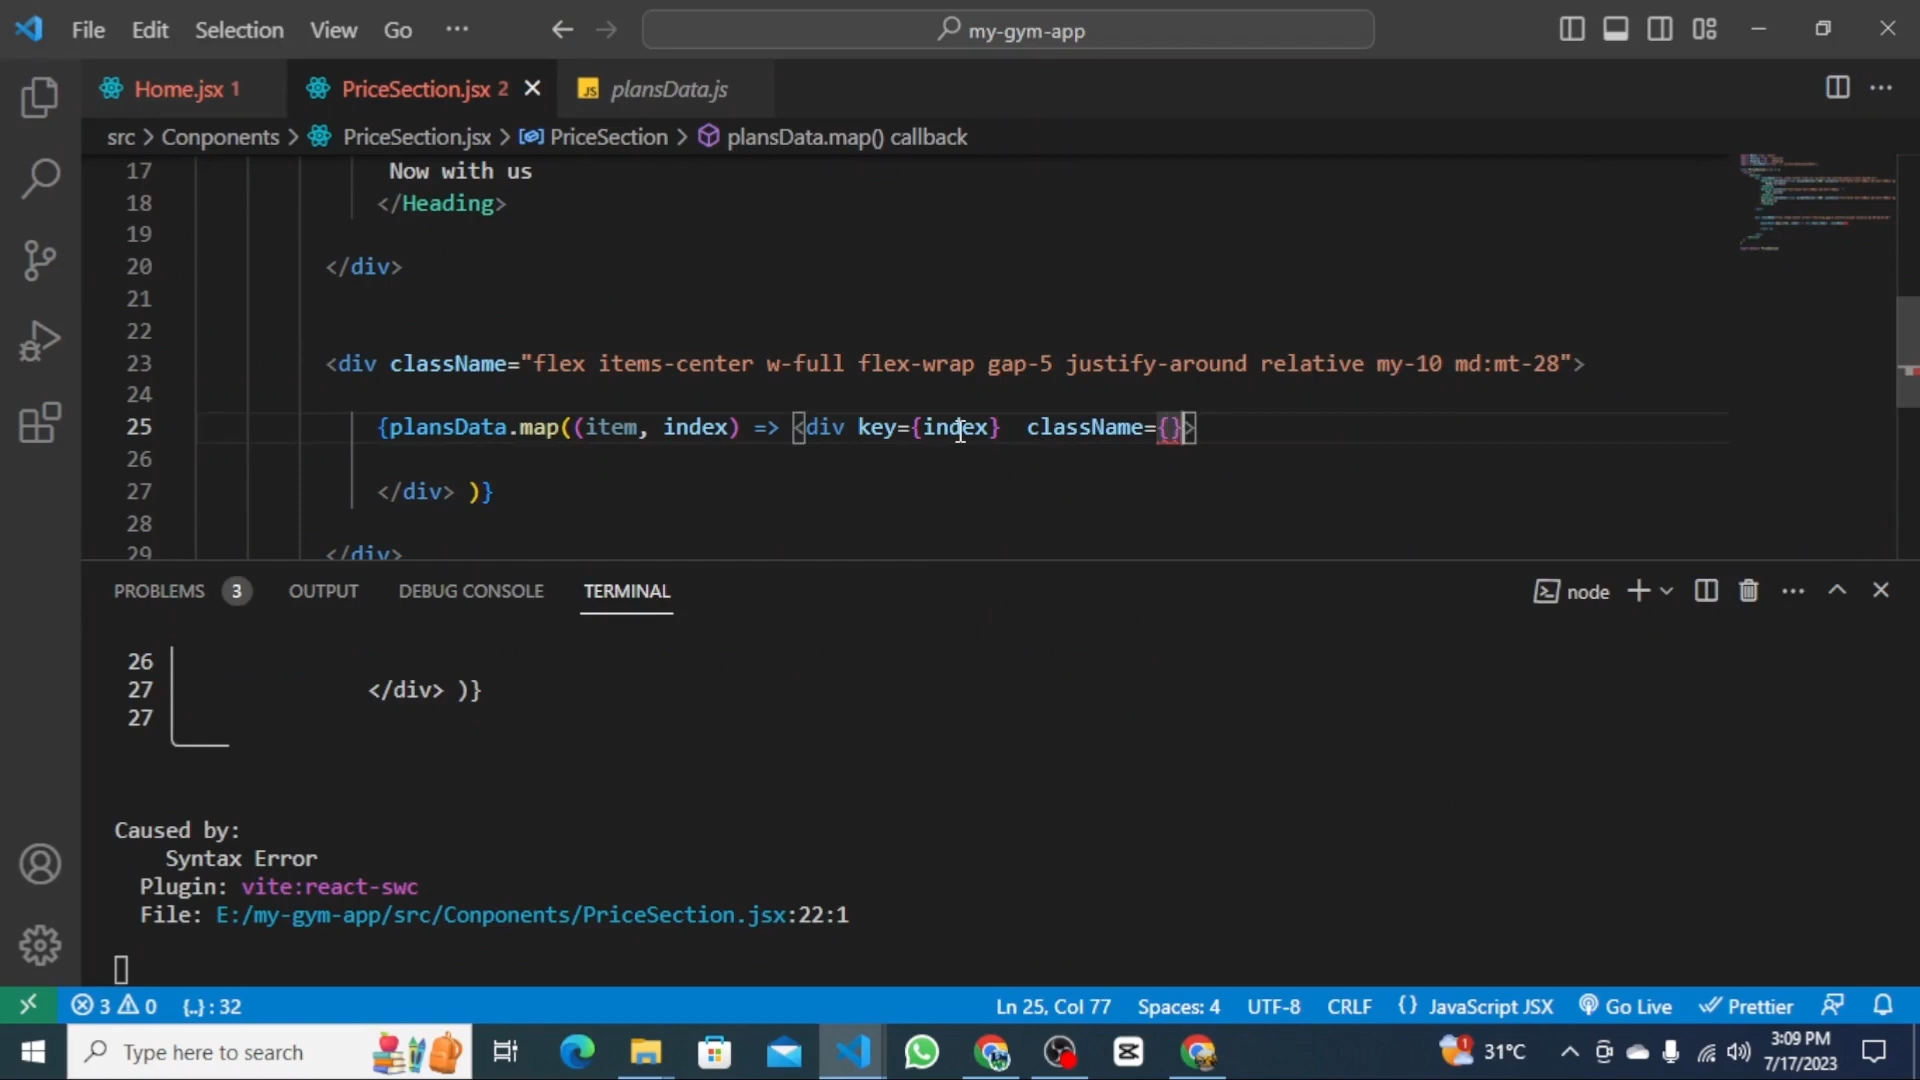 File Edit Selection View Go ··· my-gym-app
Home.jsx 1 PriceSection.jsx 2 JS plansData.js
src > Conponents > PriceSection.jsx > PriceSection > plansData.map() callback
17 Now with us
18 </Heading>
19
20 </div>
21
22
23 <div className="flex items-center w-full flex-wrap gap-5 justify-around relative my-10 md:mt-28">
24
25 {plansData.map((item, index) => <div key={index}  className={}>
26
27 </div> )}
28
29 </div>
PROBLEMS 3 OUTPUT DEBUG CONSOLE TERMINAL node
26
27 </div> )}
27
Caused by:
Syntax Error
Plugin: vite:react-swc
File: E:/my-gym-app/src/Conponents/PriceSection.jsx:22:1
3 0 {..} : 32 Ln 25, Col 77 Spaces: 4 UTF-8 CRLF {} JavaScript JSX Go Live Prettier
Type here to search 1 31°C 3:09 PM
7/17/2023